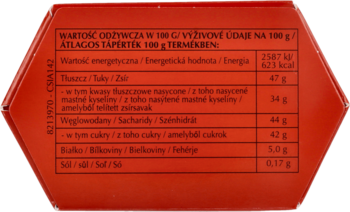 WARTOŚĆ ODŻYWCZA W 100 G/ VÝŽIVOVÉ ÚDAJE NA 100 g /
ÁTLAGOS TÁPÉRTÉK 100 g TERMÉKBEN:
Wartość energetyczna / Energetická hodnota / Energia
2587 kJ/
623 kcal
Tłuszcz / Tuky / Zsír 47 g
- w tym kwasy tłuszczowe nasycone / z toho nasycené
mastné kyseliny / z toho nasýtené mastné kyseliny /
amelyből telített zsírsavak
34 g
Węglowodany / Sacharidy / Szénhidrát 44 g
- w tym cukry / z toho cukry / amelyből cukrok 42 g
Białko / Bílkoviny / Bielkoviny / Fehérje 5,0 g
Sól / sůl / Soľ / Só 0,17 g
8213970 - CSIA142